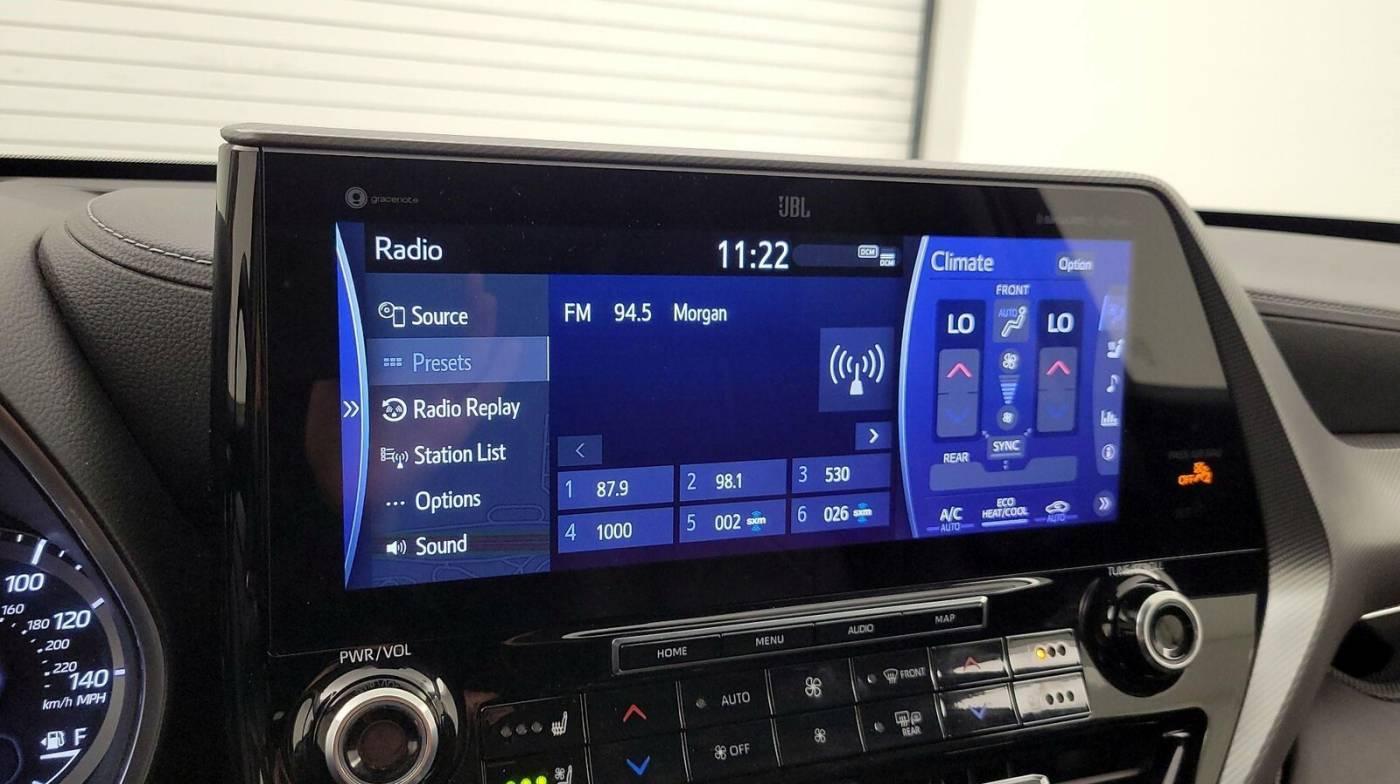 gracenote
JBL
Radio
11:22
DCM
DCM
Climate
Option
Source
Presets
Radio Replay
Station List
Options
Sound
FM 94.5 Morgan
1 87.9
2 98.1
3 530
4 1000
5 002 sxm
6 026 sxm
FRONT
LO
AUTO
LO
SYNC
REAR
A/C
AUTO
ECO
HEAT/COOL
AUTO
OFF
2
100
160
180 120
200
220
140
km/h MPH
F
PWR/VOL
HOME
MENU
AUDIO
MAP
AUTO
FRONT
OFF
REAR